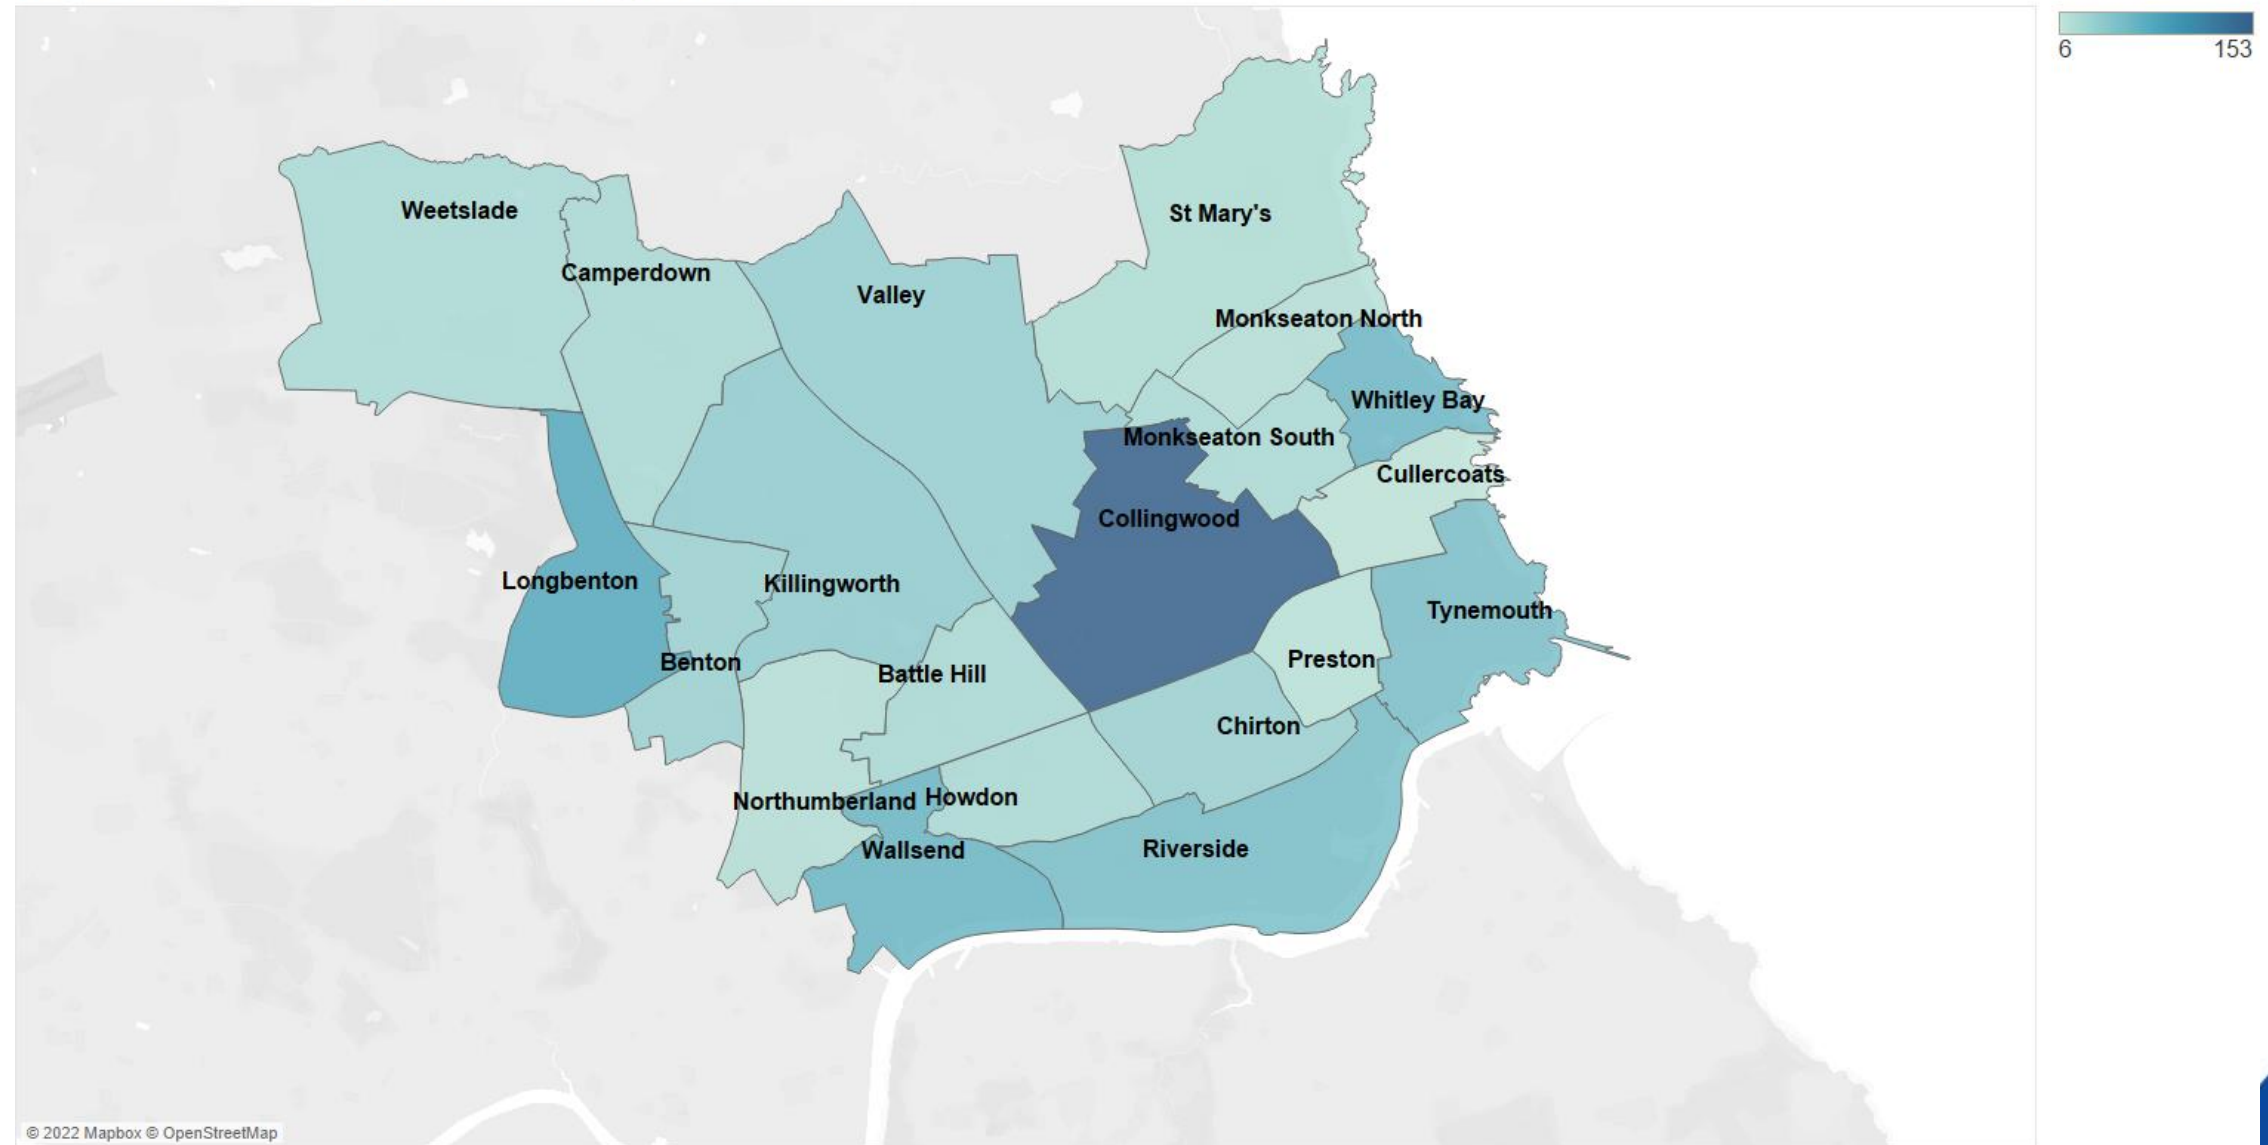 6 153
Weetslade
St Mary's
Camperdown
Valley
Monkseaton North
Whitley Bay
Monkseaton South
Cullercoats
Collingwood
Longbenton
Killingworth
Tynemouth
Benton
Battle Hill
Preston
Chirton
Northumberland
Howdon
Wallsend
Riverside
© 2022 Mapbox © OpenStreetMap